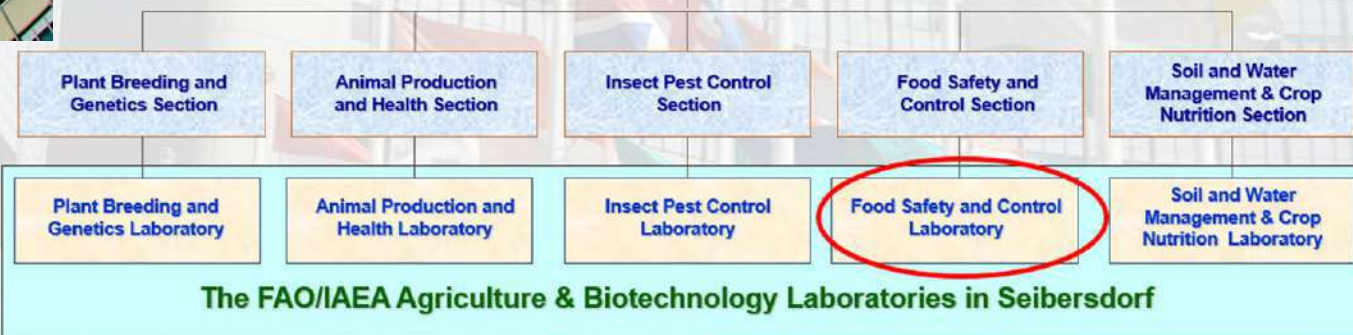 Plant Breeding and
Genetics Section
Animal Production
and Health Section
Insect Pest Control
Section
Food Safety and
Control Section
Soil and Water
Management & Crop
Nutrition Section
Plant Breeding and
Genetics Laboratory
Animal Production and
Health Laboratory
Insect Pest Control
Laboratory
Food Safety and Control
Laboratory
Soil and Water
Management & Crop
Nutrition Laboratory
The FAO/IAEA Agriculture & Biotechnology Laboratories in Seibersdorf